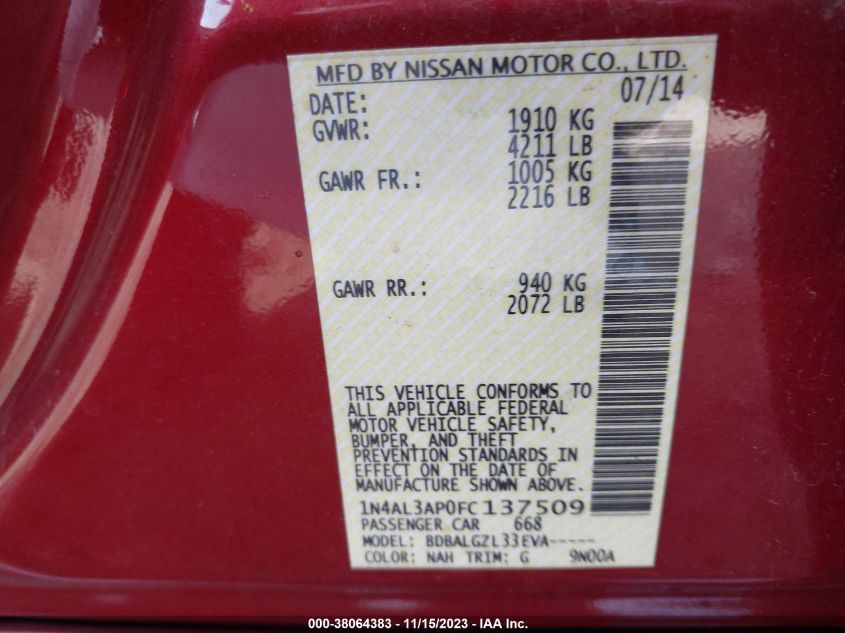 MFD BY NISSAN MOTOR CO., LTD.
DATE: 07/14
GVWR: 1910 KG
4211 LB
GAWR FR.: 1005 KG
2216 LB
GAWR RR.: 940 KG
2072 LB
THIS VEHICLE CONFORMS TO
ALL APPLICABLE FEDERAL
MOTOR VEHICLE SAFETY,
BUMPER, AND THEFT
PREVENTION STANDARDS IN
EFFECT ON THE DATE OF
MANUFACTURE SHOWN ABOVE.
1N4AL3AP0FC137509
PASSENGER CAR 668
MODEL: BDBALGZL33EVA-----
COLOR: NAH TRIM: G 9N00A
000-38064383 - 11/15/2023 - IAA Inc.